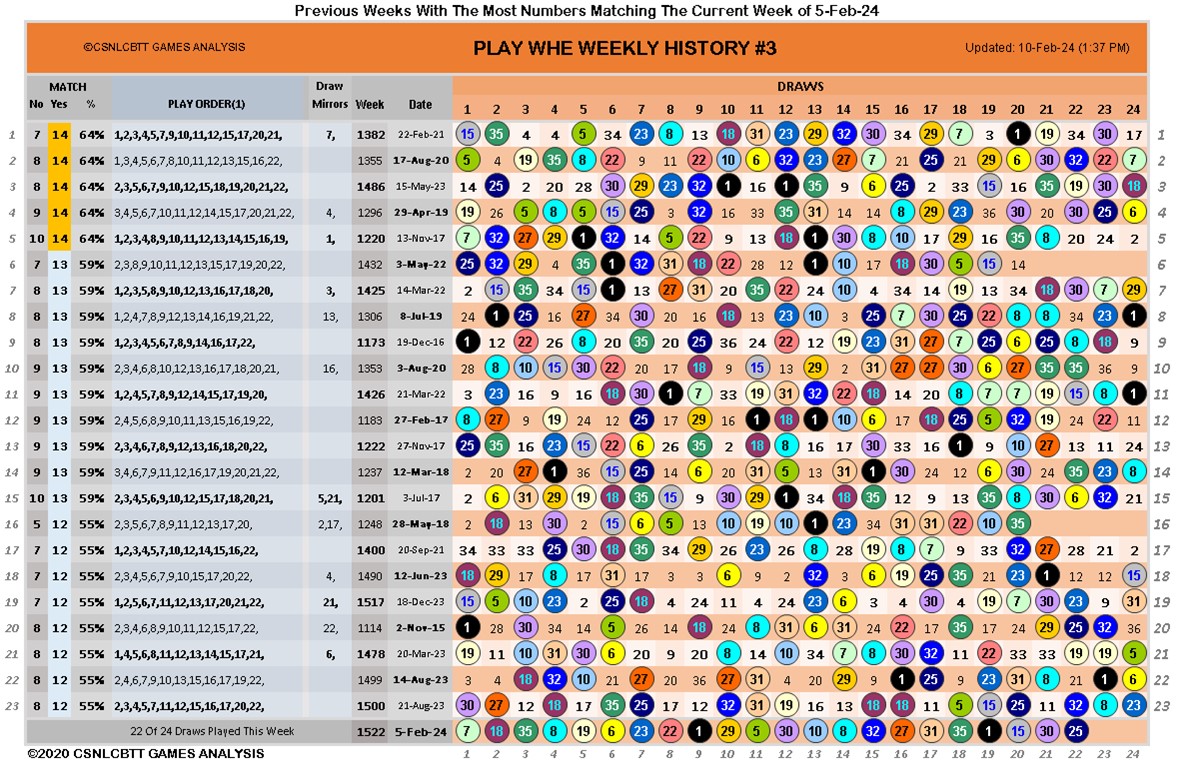 Previous Weeks With The Most Numbers Matching The Current Week of 5-Feb-24
©CSNLCBTT GAMES ANALYSIS PLAY WHE WEEKLY HISTORY #3 Updated: 10-Feb-24 (1:37 PM)
MATCH Draw DRAWS
No Yes % PLAY ORDER(1) Mirrors Week Date 1 2 3 4 5 6 7 8 9 10 11 12 13 14 15 16 17 18 19 20 21 22 23 24
1 7 14 64% 1,2,3,4,5,7,9,10,11,12,15,17,20,21, 7, 1382 22-Feb-21 15 35 4 4 5 34 23 8 13 18 31 23 29 32 30 34 29 7 3 1 19 34 30 17 1
2 8 14 64% 1,3,4,5,6,7,8,10,11,12,13,15,16,22, 1355 17-Aug-20 5 4 19 35 8 22 9 11 22 10 6 32 23 27 7 21 25 21 29 6 30 32 22 7 2
3 8 14 64% 2,3,5,6,7,9,10,12,15,18,19,20,21,22, 1486 15-May-23 14 25 2 20 28 30 29 23 32 1 16 1 35 9 6 25 2 33 15 16 35 19 30 18 3
4 9 14 64% 3,4,5,6,7,10,11,12,14,15,17,20,21,22, 4, 1296 29-Apr-19 19 26 3 8 5 15 25 3 32 16 33 35 31 14 14 8 29 23 36 30 20 30 25 6 4
5 10 14 64% 1,2,3,4,8,9,10,11,12,13,14,15,16,19, 1, 1220 13-Nov-17 7 32 27 29 1 32 14 5 22 9 13 18 1 30 8 10 17 29 16 35 8 20 24 2 5
6 7 13 59% 2,3,8,9,10,11,12,13,15,17,19,20,22, 1432 3-May-22 25 32 29 4 35 1 32 31 18 22 28 12 1 10 17 18 30 5 15 14 6
7 8 13 59% 1,2,3,5,8,9,10,12,13,16,17,18,20, 3, 1425 14-Mar-22 2 15 35 34 15 1 13 27 31 20 35 22 24 10 4 34 14 19 13 34 18 30 7 29 7
8 8 13 59% 1,2,4,7,8,9,12,13,14,16,19,21,22, 13, 1306 8-Jul-19 24 1 25 16 27 34 30 20 16 18 13 23 10 3 25 7 30 25 22 8 8 34 23 1 8
9 9 13 59% 1,2,3,4,5,6,7,8,9,14,16,17,22, 1173 19-Dec-16 1 12 22 26 8 20 35 20 25 36 24 22 12 19 23 31 27 7 25 6 25 8 18 9 9
10 9 13 59% 2,3,4,6,8,10,12,13,16,17,18,20,21, 16, 1353 3-Aug-20 28 8 10 15 30 22 20 17 18 9 15 13 29 2 31 27 27 30 6 27 35 35 36 9 10
11 9 13 59% 1,2,4,5,7,8,9,12,14,15,17,19,20, 1426 21-Mar-22 3 23 16 9 16 18 30 1 7 33 19 31 32 22 18 14 20 8 7 7 19 15 8 1 11
12 9 13 59% 2,4,5,6,7,8,9,10,11,13,15,16,19, 1183 27-Feb-17 8 27 9 19 24 12 25 17 29 16 1 18 1 10 6 17 18 25 5 32 19 24 22 11 12
13 9 13 59% 2,3,4,6,7,8,9,12,13,16,18,20,22, 1222 27-Nov-17 25 35 16 23 15 22 6 26 35 2 18 8 16 17 30 33 16 1 9 10 27 13 11 24 13
14 9 13 59% 3,4,6,7,9,11,12,16,17,19,20,21,22, 1237 12-Mar-18 2 20 27 1 36 15 25 14 6 20 31 5 13 31 1 30 24 12 6 30 24 35 23 8 14
15 10 13 59% 2,3,4,5,6,9,10,12,15,17,18,20,21, 5,21, 1201 3-Jul-17 2 6 31 29 19 18 35 15 9 30 29 1 34 18 35 12 9 13 35 8 30 6 32 21 15
16 5 12 55% 2,3,5,6,7,8,9,11,12,13,17,20, 2,17, 1248 28-May-18 2 18 13 30 2 15 7 5 13 10 19 10 1 23 34 31 31 22 10 35 16
17 7 12 55% 1,2,3,4,5,7,10,12,14,15,16,22, 1400 20-Sep-21 34 33 33 25 30 18 35 34 29 26 23 26 8 28 19 8 7 9 33 32 27 28 21 2 17
18 7 12 55% 2,3,4,5,6,7,9,10,15,17,20,22, 4, 1490 12-Jun-23 18 29 17 8 17 31 17 3 3 6 9 2 32 3 6 19 25 35 21 23 1 12 12 15 18
19 7 12 55% 1,2,5,6,7,11,12,13,17,20,21,22, 21, 1517 18-Dec-23 15 5 10 23 2 25 18 4 24 11 4 24 23 6 3 4 30 4 19 7 30 23 9 31 19
20 8 12 55% 2,3,4,6,8,9,10,11,12,15,17,22 22, 1114 2-Nov-15 1 28 30 34 14 5 26 14 18 24 8 31 6 31 24 22 17 35 17 24 29 25 32 36 20
21 8 12 55% 1,4,5,6,8,11,12,13,14,15,17,21, 6, 1478 20-Mar-23 19 11 10 31 30 6 20 9 20 8 14 10 34 7 8 30 32 11 22 33 33 19 19 5 21
22 8 12 55% 2,4,6,7,9,10,13,15,16,17,19,22, 1499 14-Aug-23 3 4 18 32 10 21 27 20 36 27 31 4 20 29 9 1 25 9 23 31 8 21 1 6 22
23 8 12 55% 2,3,4,5,7,11,12,15,16,17,20,22, 1500 21-Aug-23 30 27 12 18 17 35 25 17 12 32 31 19 16 13 18 18 11 5 15 25 11 32 8 23 23
22 Of 24 Draws Played This Week 1522 5-Feb-24 7 18 35 8 19 6 23 22 1 29 5 30 10 8 32 27 31 35 1 15 30 25
©2020 CSNLCBTT GAMES ANALYSIS 1 2 3 4 5 6 7 8 9 10 11 12 13 14 15 16 17 18 19 20 21 22 23 24